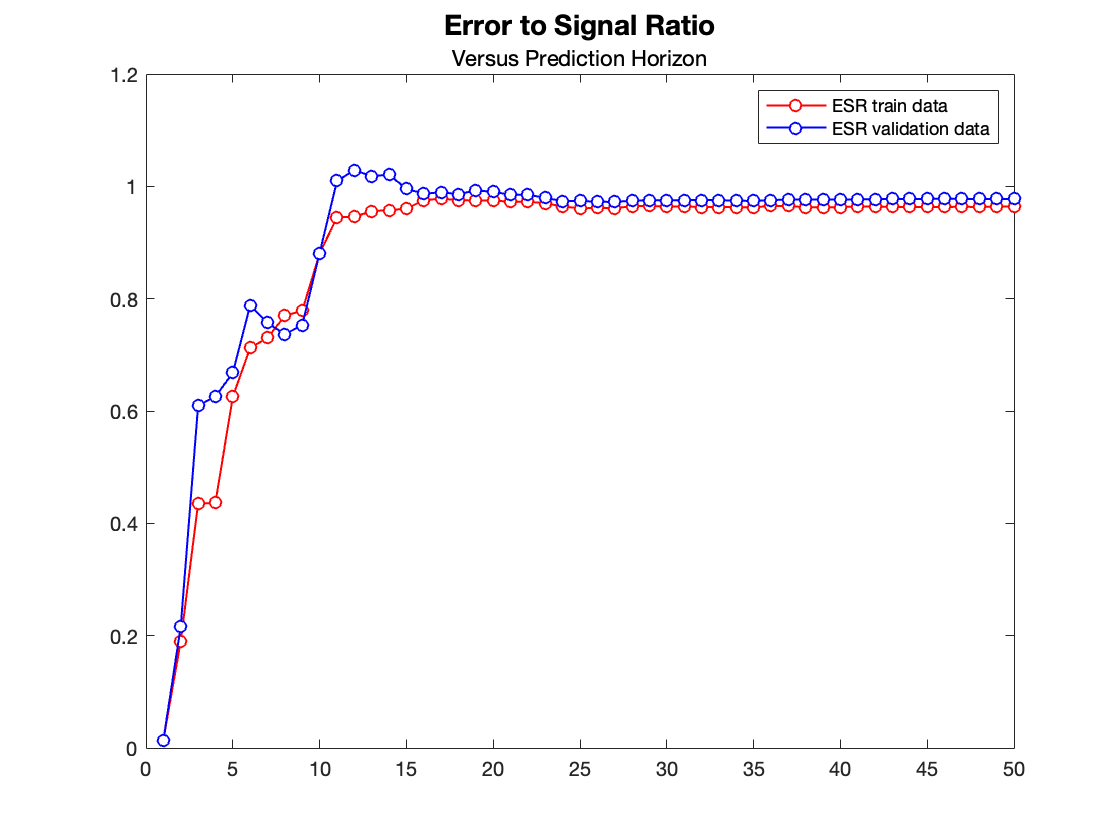 Error to Signal Ratio
Versus Prediction Horizon
1.2
ESR train data
ESR validation data
1
0.8
0.6
0.4
0.2
0
0 5 10 15 20 25 30 35 40 45 50